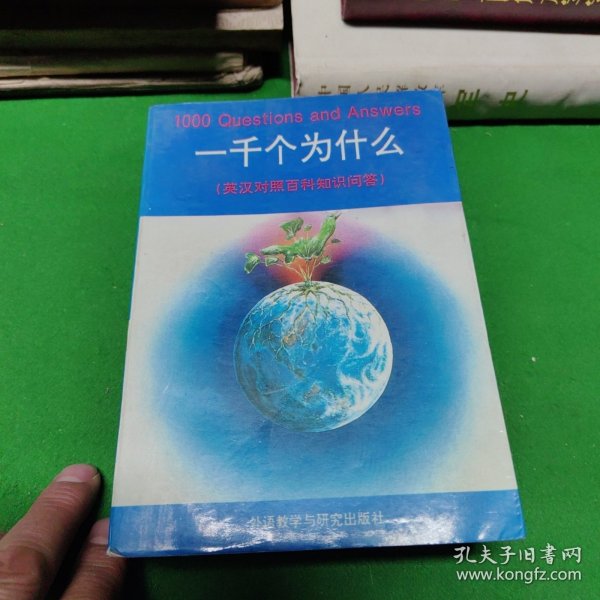 1000 Questions and Answers
一千个为什么
(英汉对照百科知识问答)
外语教学与研究出版社
孔夫子旧书网
www.kongfz.com